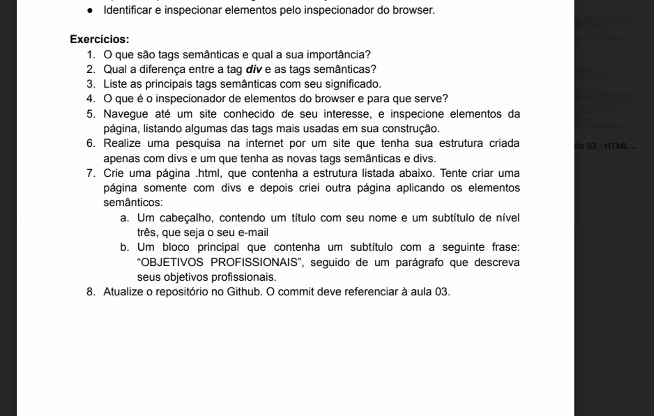 ● Identificar e inspecionar elementos pelo inspecionador do browser.
Exercícios:
1. O que são tags semânticas e qual a sua importância?
2. Qual a diferença entre a tag div e as tags semânticas?
3. Liste as principais tags semânticas com seu significado.
4. O que é o inspecionador de elementos do browser e para que serve?
5. Navegue até um site conhecido de seu interesse, e inspecione elementos da
página, listando algumas das tags mais usadas em sua construção.
6. Realize uma pesquisa na internet por um site que tenha sua estrutura criada
apenas com divs e um que tenha as novas tags semânticas e divs.
7. Crie uma página .html, que contenha a estrutura listada abaixo. Tente criar uma
página somente com divs e depois criei outra página aplicando os elementos
semânticos:
a. Um cabeçalho, contendo um título com seu nome e um subtítulo de nível
três, que seja o seu e-mail
b. Um bloco principal que contenha um subtítulo com a seguinte frase:
“OBJETIVOS PROFISSIONAIS”, seguido de um parágrafo que descreva
seus objetivos profissionais.
8. Atualize o repositório no Github. O commit deve referenciar à aula 03.
03 - HTML ...